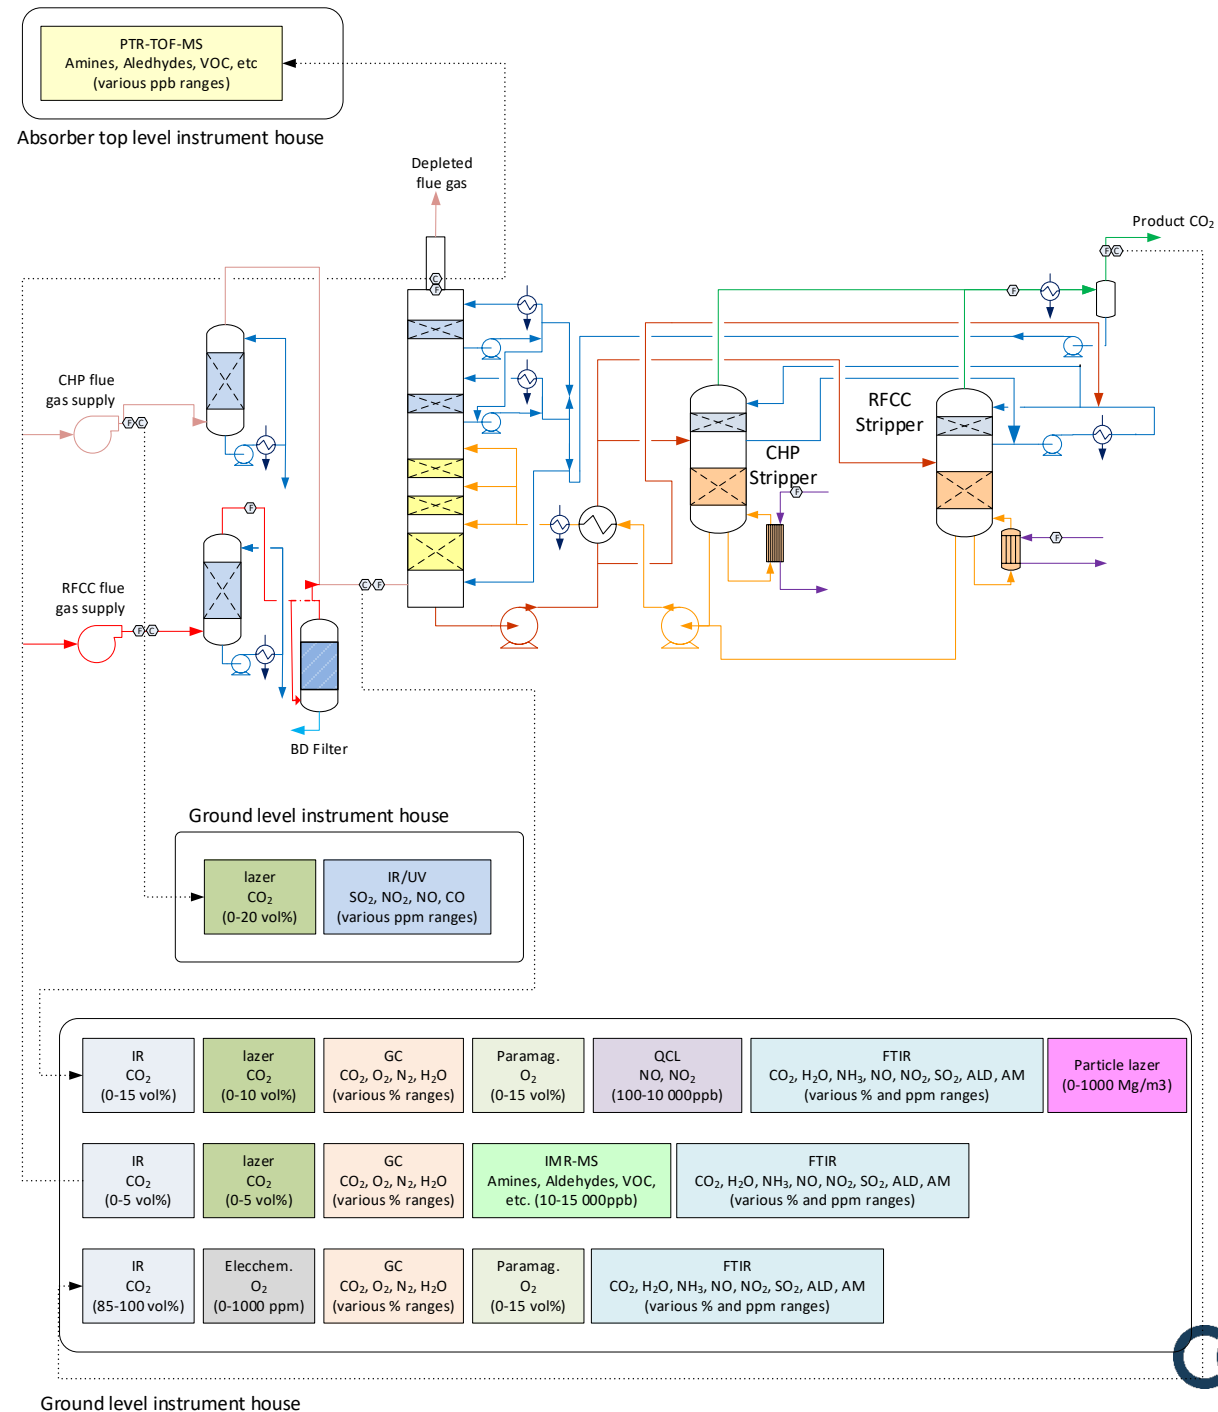 PTR-TOF-MS
Amines, Aledhydes, VOC, etc
(various ppb ranges)
Absorber top level instrument house
Depleted
flue gas
Product CO₂
F C
C
F
F
CHP flue
gas supply
F C
RFCC
Stripper
CHP
Stripper
F
F
F
RFCC flue
gas supply
F C
C F
BD Filter
Ground level instrument house
lazer
CO₂
(0-20 vol%)
IR/UV
SO₂, NO₂, NO, CO
(various ppm ranges)
IR
CO₂
(0-15 vol%)
lazer
CO₂
(0-10 vol%)
GC
CO₂, O₂, N₂, H₂O
(various % ranges)
Paramag.
O₂
(0-15 vol%)
QCL
NO, NO₂
(100-10 000ppb)
FTIR
CO₂, H₂O, NH₃, NO, NO₂, SO₂, ALD, AM
(various % and ppm ranges)
Particle lazer
(0-1000 Mg/m3)
IR
CO₂
(0-5 vol%)
lazer
CO₂
(0-5 vol%)
GC
CO₂, O₂, N₂, H₂O
(various % ranges)
IMR-MS
Amines, Aldehydes, VOC,
etc. (10-15 000ppb)
FTIR
CO₂, H₂O, NH₃, NO, NO₂, SO₂, ALD, AM
(various % and ppm ranges)
IR
CO₂
(85-100 vol%)
Elecchem.
O₂
(0-1000 ppm)
GC
CO₂, O₂, N₂, H₂O
(various % ranges)
Paramag.
O₂
(0-15 vol%)
FTIR
CO₂, H₂O, NH₃, NO, NO₂, SO₂, ALD, AM
(various % and ppm ranges)
Ground level instrument house